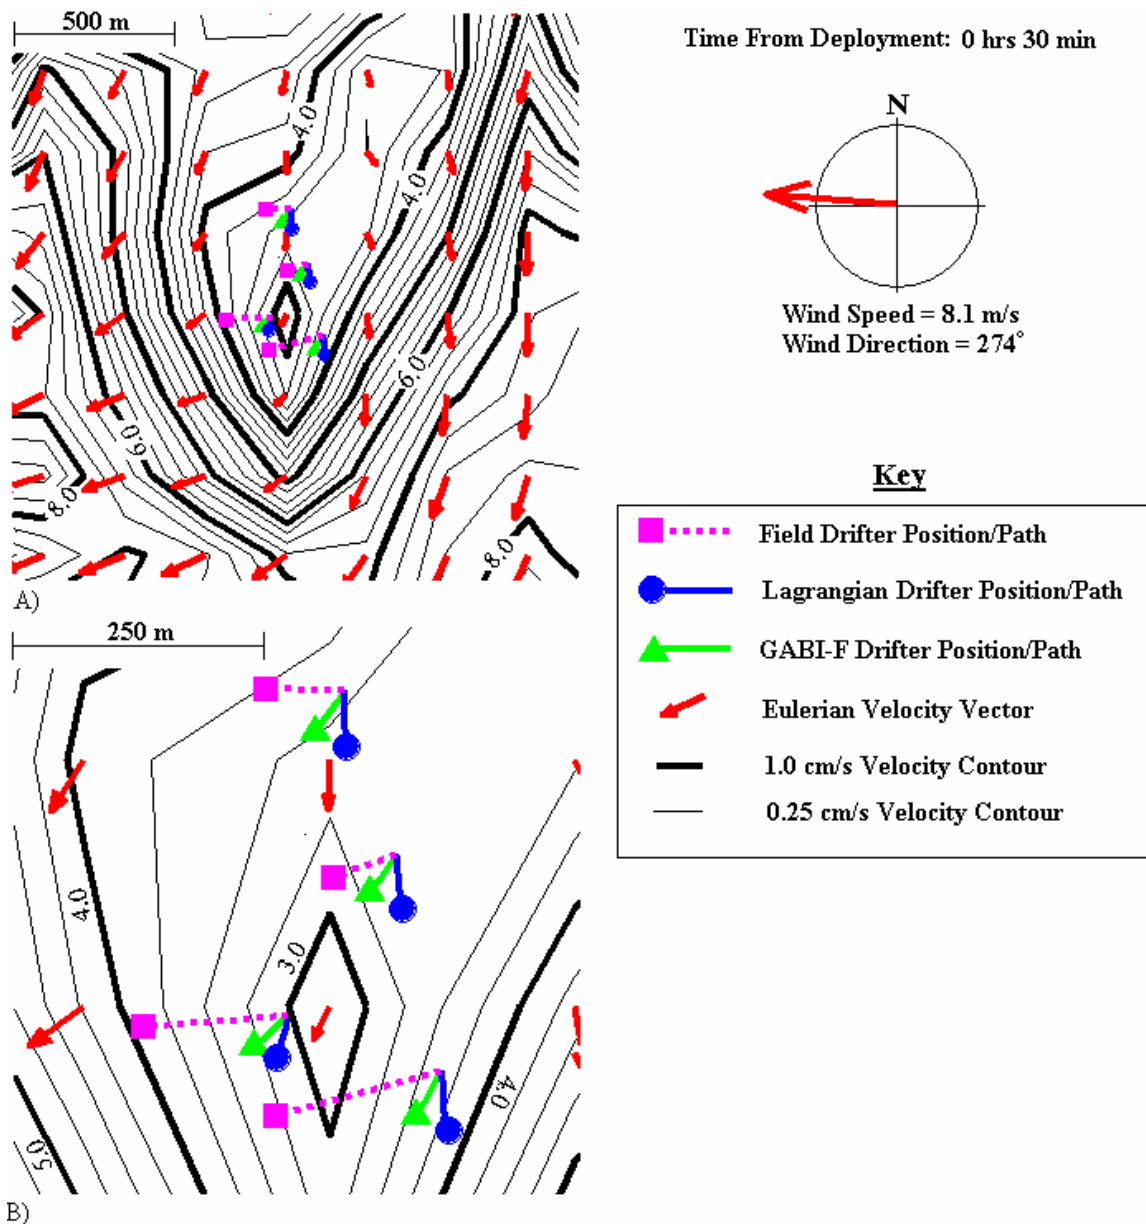 500 m
Time From Deployment: 0 hrs 30 min
N
4.0
4.0
6.0
6.0
8.0
8.0
A)
Wind Speed = 8.1 m/s
Wind Direction = 274°
Key
Field Drifter Position/Path
Lagrangian Drifter Position/Path
GABI-F Drifter Position/Path
Eulerian Velocity Vector
1.0 cm/s Velocity Contour
0.25 cm/s Velocity Contour
250 m
4.0
3.0
4.0
5.0
B)